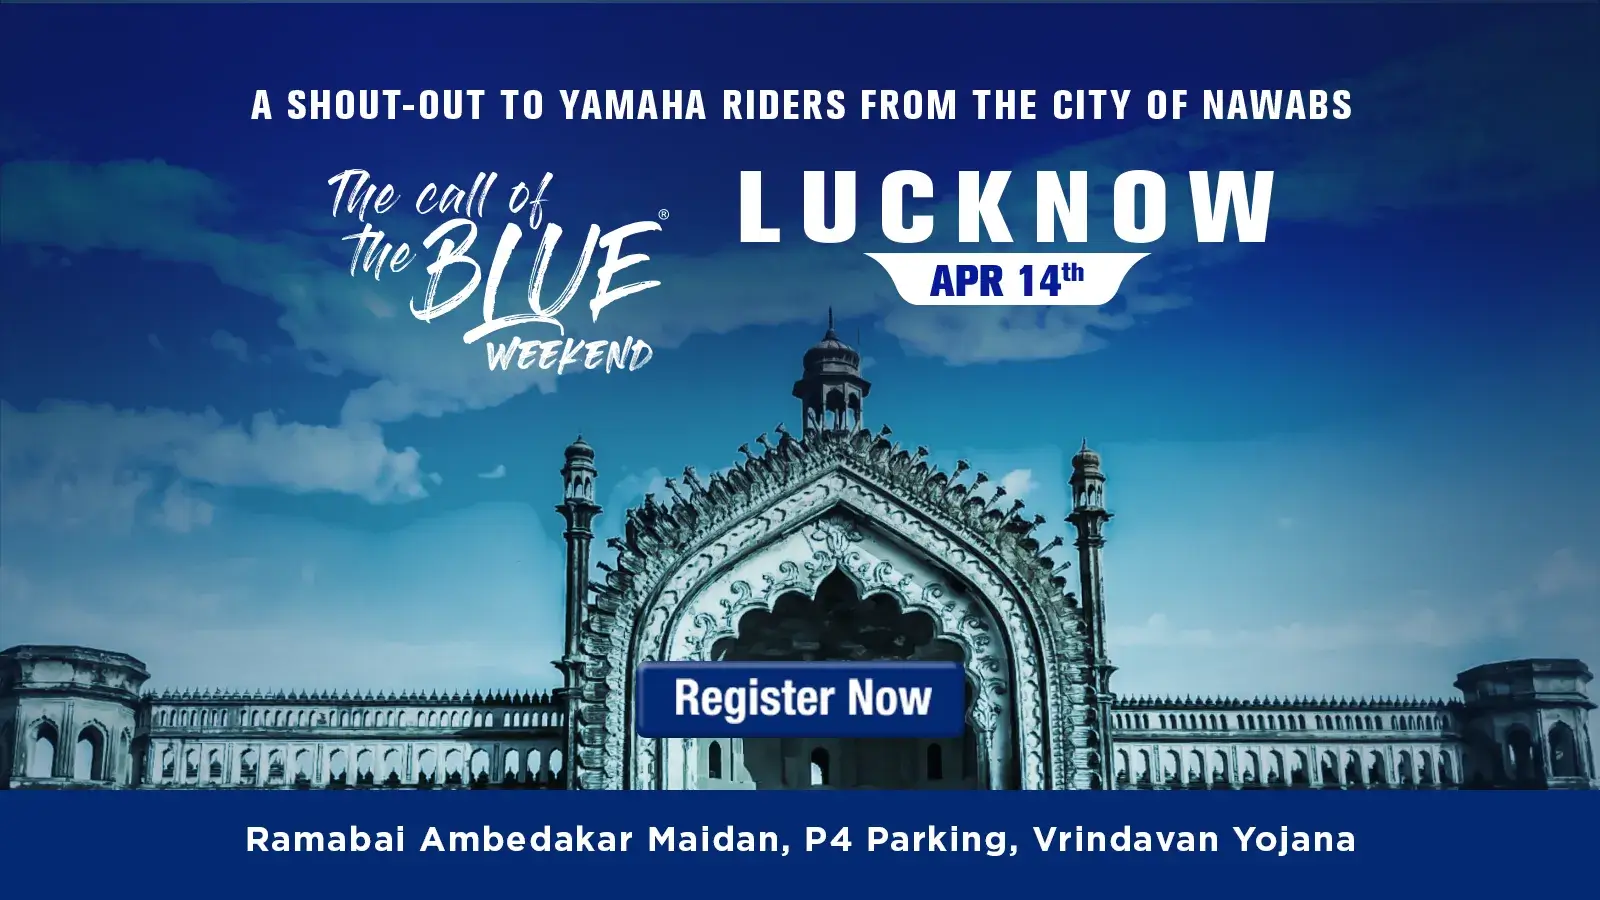 A SHOUT-OUT TO YAMAHA RIDERS FROM THE CITY OF NAWABS
The call of
the BLUE®
WEEKEND
LUCKNOW
APR 14th
Register Now
Ramabai Ambedakar Maidan, P4 Parking, Vrindavan Yojana